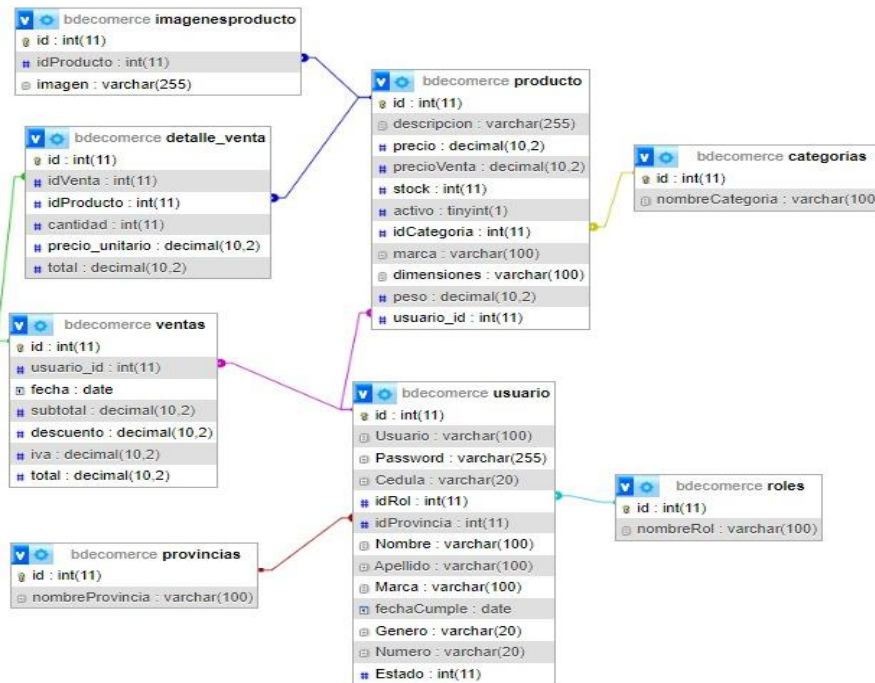 bdecomerce imagenesproducto
id : int(11)
idProducto : int(11)
imagen : varchar(255)
bdecomerce detalle_venta
id : int(11)
idVenta : int(11)
idProducto : int(11)
cantidad : int(11)
precio_unitario : decimal(10,2)
total : decimal(10,2)
bdecomerce producto
id : int(11)
descripcion : varchar(255)
precio : decimal(10,2)
precioVenta : decimal(10,2)
stock : int(11)
activo : tinyint(1)
idCategoria : int(11)
marca : varchar(100)
dimensiones : varchar(100)
peso : decimal(10,2)
usuario_id : int(11)
bdecomerce categorias
id : int(11)
nombreCategoria : varchar(100
bdecomerce ventas
id : int(11)
usuario_id : int(11)
fecha : date
subtotal : decimal(10,2)
descuento : decimal(10,2)
iva : decimal(10,2)
total : decimal(10,2)
bdecomerce usuario
id : int(11)
Usuario : varchar(100)
Password : varchar(255)
Cedula : varchar(20)
idRol : int(11)
idProvincia : int(11)
Nombre : varchar(100)
Apellido : varchar(100)
Marca : varchar(100)
fechaCumple : date
Genero : varchar(20)
Numero : varchar(20)
Estado : int(11)
bdecomerce roles
id : int(11)
nombreRol : varchar(100)
bdecomerce provincias
id : int(11)
nombreProvincia : varchar(100)